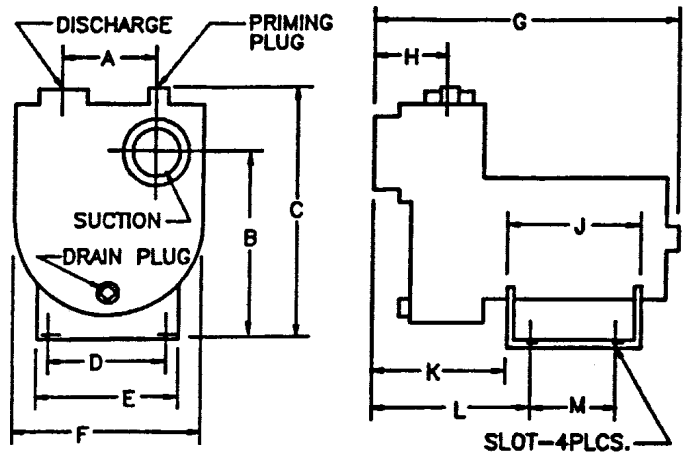 DISCHARGE
PRIMING
PLUG
A
SUCTION
B
C
DRAIN PLUG
D
E
F
G
H
J
K
L
M
SLOT-4PLCS.